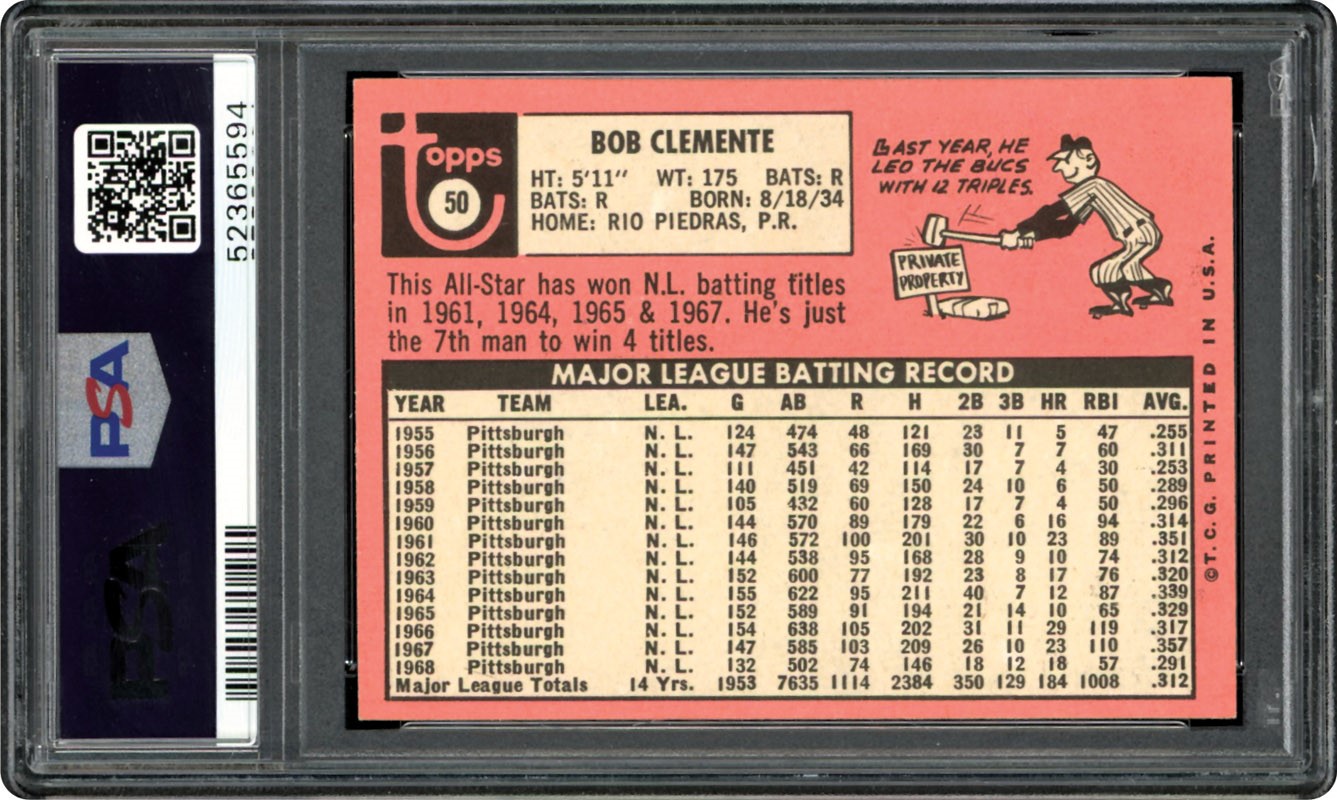 52365594
PSA
PSA
Topps
50
BOB CLEMENTE
HT: 5'11" WT: 175 BATS: R
BATS: R BORN: 8/18/34
HOME: RIO PIEDRAS, P.R.
LAST YEAR, HE
LED THE BUCS
WITH 12 TRIPLES.
PRIVATE
PROPERTY
This All-Star has won N.L. batting titles
in 1961, 1964, 1965 & 1967. He's just
the 7th man to win 4 titles.
MAJOR LEAGUE BATTING RECORD
YEAR TEAM LEA. G AB R H 2B 3B HR RBI AVG.
1955 Pittsburgh N. L. 124 474 48 121 23 11 5 47 .255
1956 Pittsburgh N. L. 147 543 66 169 30 7 7 60 .311
1957 Pittsburgh N. L. 111 451 42 114 17 7 4 30 .253
1958 Pittsburgh N. L. 140 519 69 150 24 10 6 50 .289
1959 Pittsburgh N. L. 105 432 60 128 17 7 4 50 .296
1960 Pittsburgh N. L. 144 570 89 179 22 6 16 94 .314
1961 Pittsburgh N. L. 146 572 100 201 30 10 23 89 .351
1962 Pittsburgh N. L. 144 538 95 168 28 9 10 74 .312
1963 Pittsburgh N. L. 152 600 77 192 23 8 17 76 .320
1964 Pittsburgh N. L. 155 622 95 211 40 7 12 87 .339
1965 Pittsburgh N. L. 152 589 91 194 21 14 10 65 .329
1966 Pittsburgh N. L. 154 638 105 202 31 11 29 119 .317
1967 Pittsburgh N. L. 147 585 103 209 26 10 23 110 .357
1968 Pittsburgh N. L. 132 502 74 146 18 12 18 57 .291
Major League Totals 14 Yrs. 1953 7635 1114 2384 350 129 184 1008 .312
©T. C. G. PRINTED IN U.S.A.